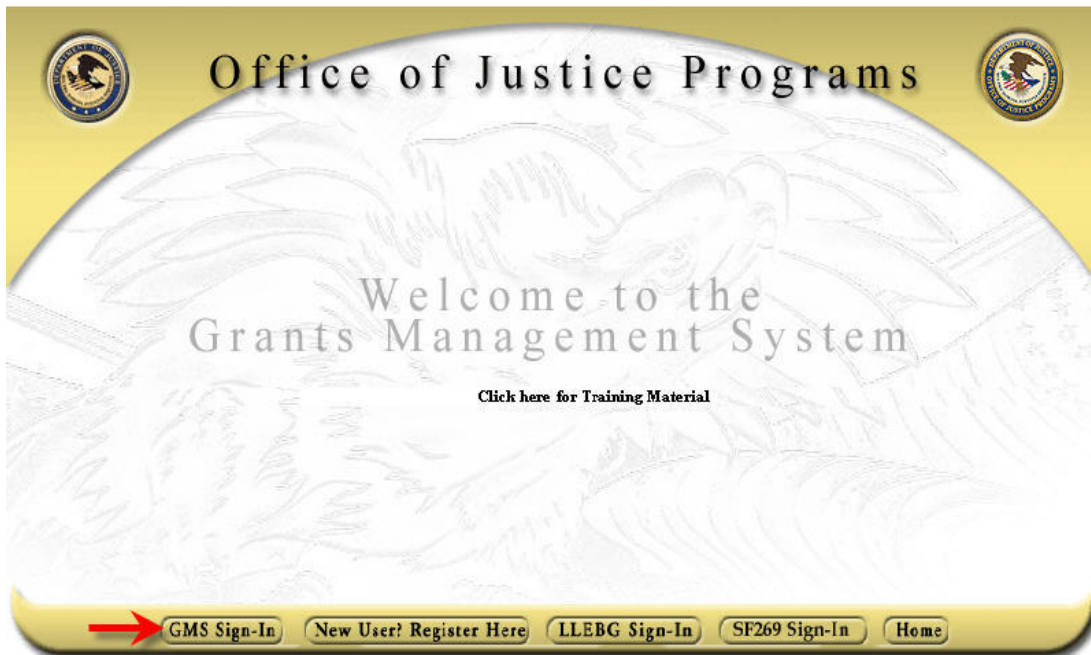 Office of Justice Programs
Welcome to the
Grants Management System
Click here for Training Material
GMS Sign-In
New User? Register Here
LLEBG Sign-In
SF269 Sign-In
Home